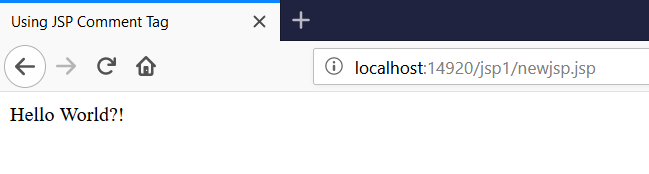 Using JSP Comment Tag
localhost:14920/jsp1/newjsp.jsp
Hello World?!